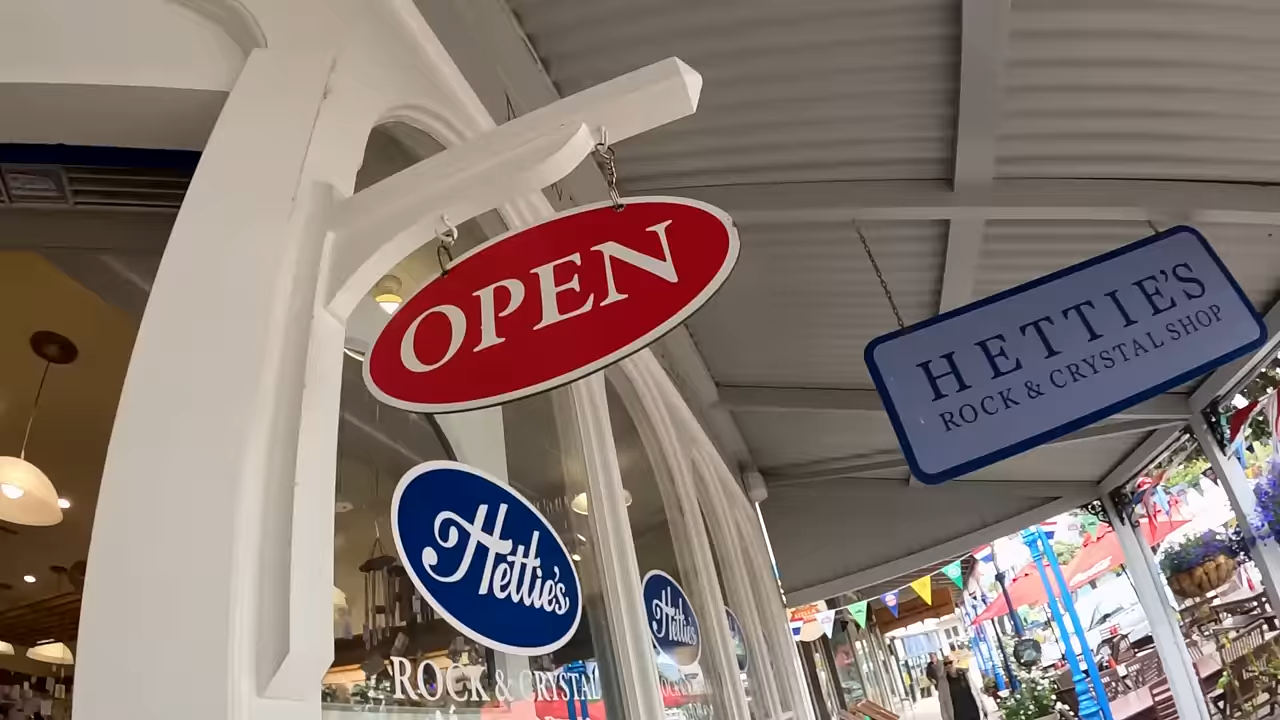 OPEN
HETTIE'S
ROCK & CRYSTAL SHOP
Hettie's
ROCK & CRYSTAL
Hettie's